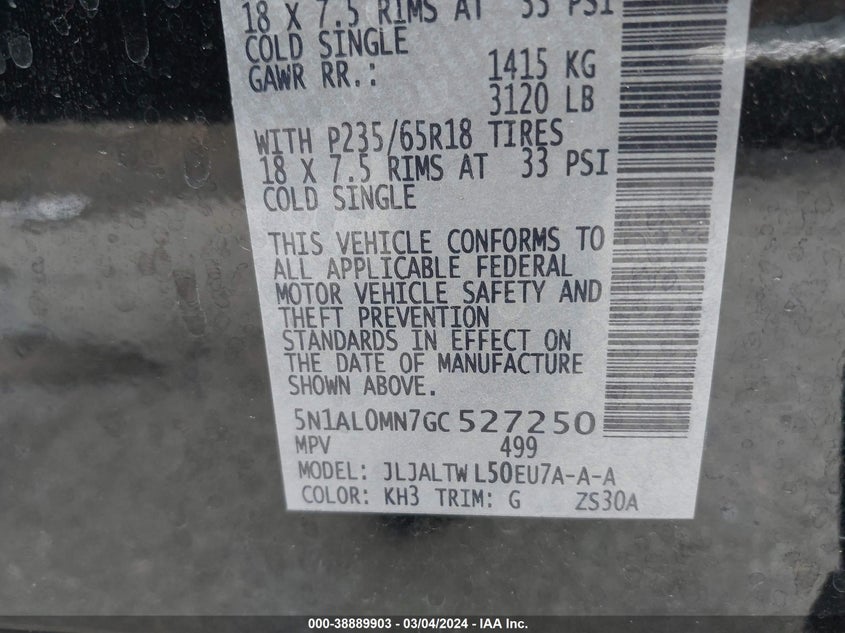 18 X 7.5 RIMS AT 33 PSI
COLD SINGLE
GAWR RR.: 1415 KG
3120 LB
WITH P235/65R18 TIRES
18 X 7.5 RIMS AT 33 PSI
COLD SINGLE
THIS VEHICLE CONFORMS TO
ALL APPLICABLE FEDERAL
MOTOR VEHICLE SAFETY AND
THEFT PREVENTION
STANDARDS IN EFFECT ON
THE DATE OF MANUFACTURE
SHOWN ABOVE.
5N1AL0MN7GC527250
MPV 499
MODEL: JLJALTWL50EU7A-A-A
COLOR: KH3 TRIM: G ZS30A
000-38889903 - 03/04/2024 - IAA Inc.